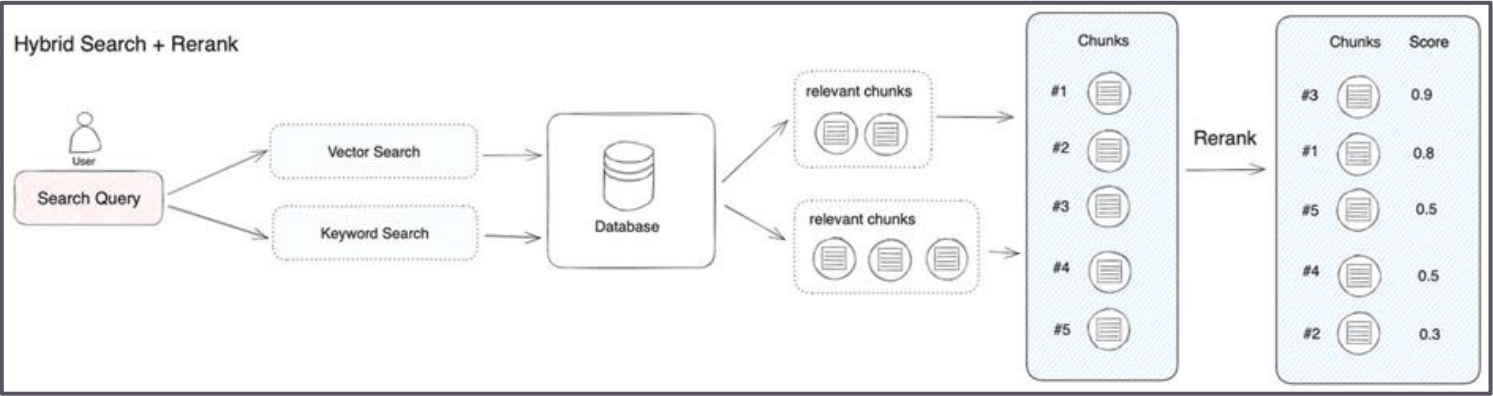 Hybrid Search + Rerank
User
Search Query
Vector Search
Keyword Search
Database
relevant chunks
relevant chunks
Chunks
#1
#2
#3
#4
#5
Rerank
Chunks Score
#3 0.9
#1 0.8
#5 0.5
#4 0.5
#2 0.3